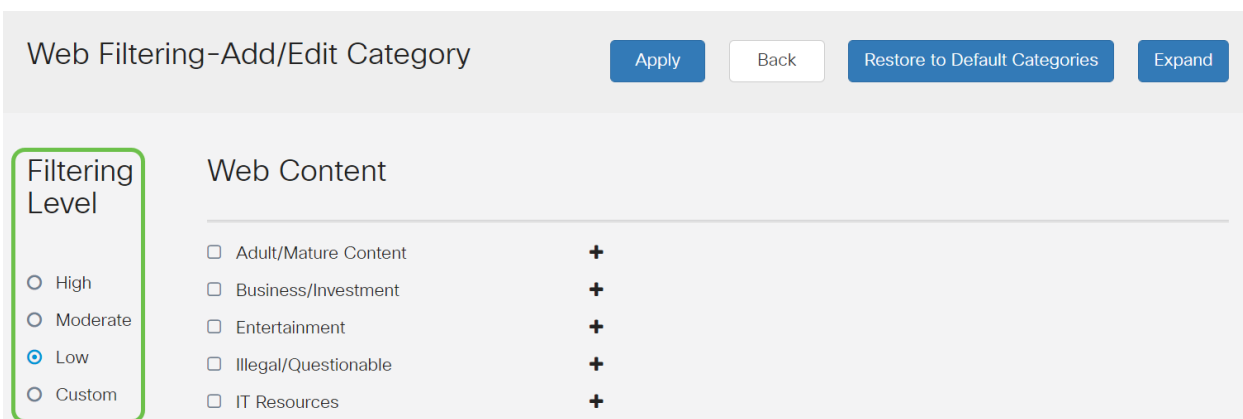 Web Filtering-Add/Edit Category
Apply
Back
Restore to Default Categories
Expand
Filtering
Level
High
Moderate
Low
Custom
Web Content
Adult/Mature Content
Business/Investment
Entertainment
Illegal/Questionable
IT Resources